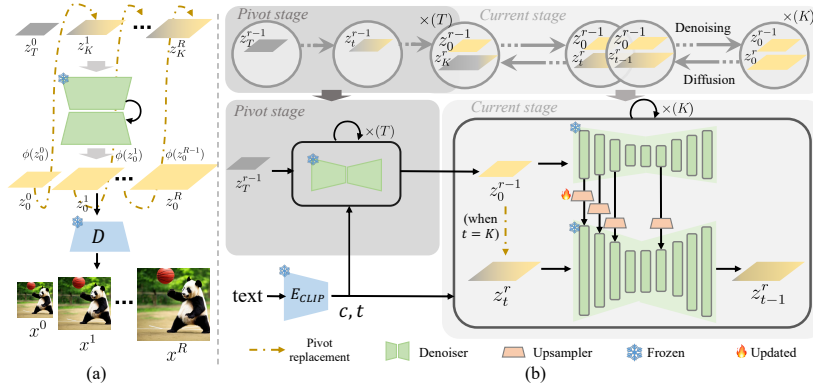 z_T^0 z_K^1 ... z_K^R
ϕ(z_0^0) ϕ(z_0^1) ϕ(z_0^{R-1})
z_0^0 z_0^1 ... z_0^R
D
x^0 x^1 ... x^R
Pivot replacement
(a)
Pivot stage
Current stage
×(T)
×(K)
z_T^{r-1} z_t^{r-1} z_0^{r-1} z_0^{r-1} z_0^{r-1} Denoising z_0^{r-1}
z_K^r z_t^r z_{t-1}^r Diffusion z_0^r
Pivot stage
Current stage
×(T)
×(K)
z_T^{r-1} z_0^{r-1}
(when
t = K)
z_t^r z_{t-1}^r
text E_{CLIP} c, t
Denoiser Upsampler Frozen Updated
(b)